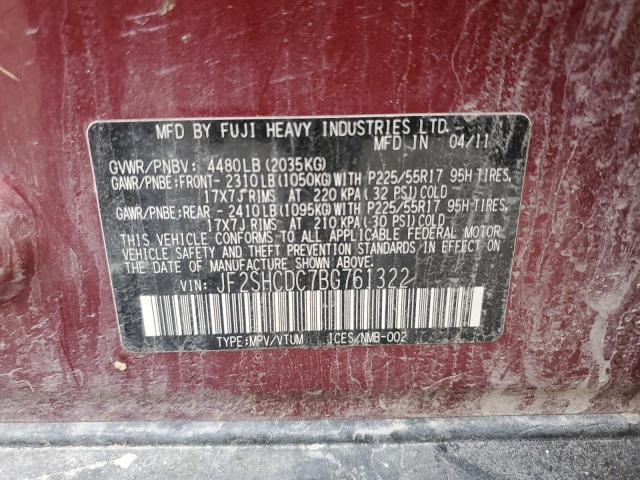 MFD BY FUJI HEAVY INDUSTRIES LTD.
MFD IN 04/11
GVWR/PNBV: 4480LB(2035KG)
GAWR/PNBE:FRONT- 2310LB(1050KG)WITH P225/55R17 95H TIRES,
17X7J RIMS AT 220 KPA(32 PSI)COLD
GAWR/PNBE:REAR - 2410LB(1095KG)WITH P225/55R17 95H TIRES,
17X7J RIMS AT 210 KPA(30 PSI)COLD
THIS VEHICLE CONFORMS TO ALL APPLICABLE FEDERAL MOTOR
VEHICLE SAFETY AND THEFT PREVENTION STANDARDS IN EFFECT ON
THE DATE OF MANUFACTURE SHOWN ABOVE.
VIN: JF2SHCDC7BG761322
TYPE:MPV/VTUM ICES/NMB-002